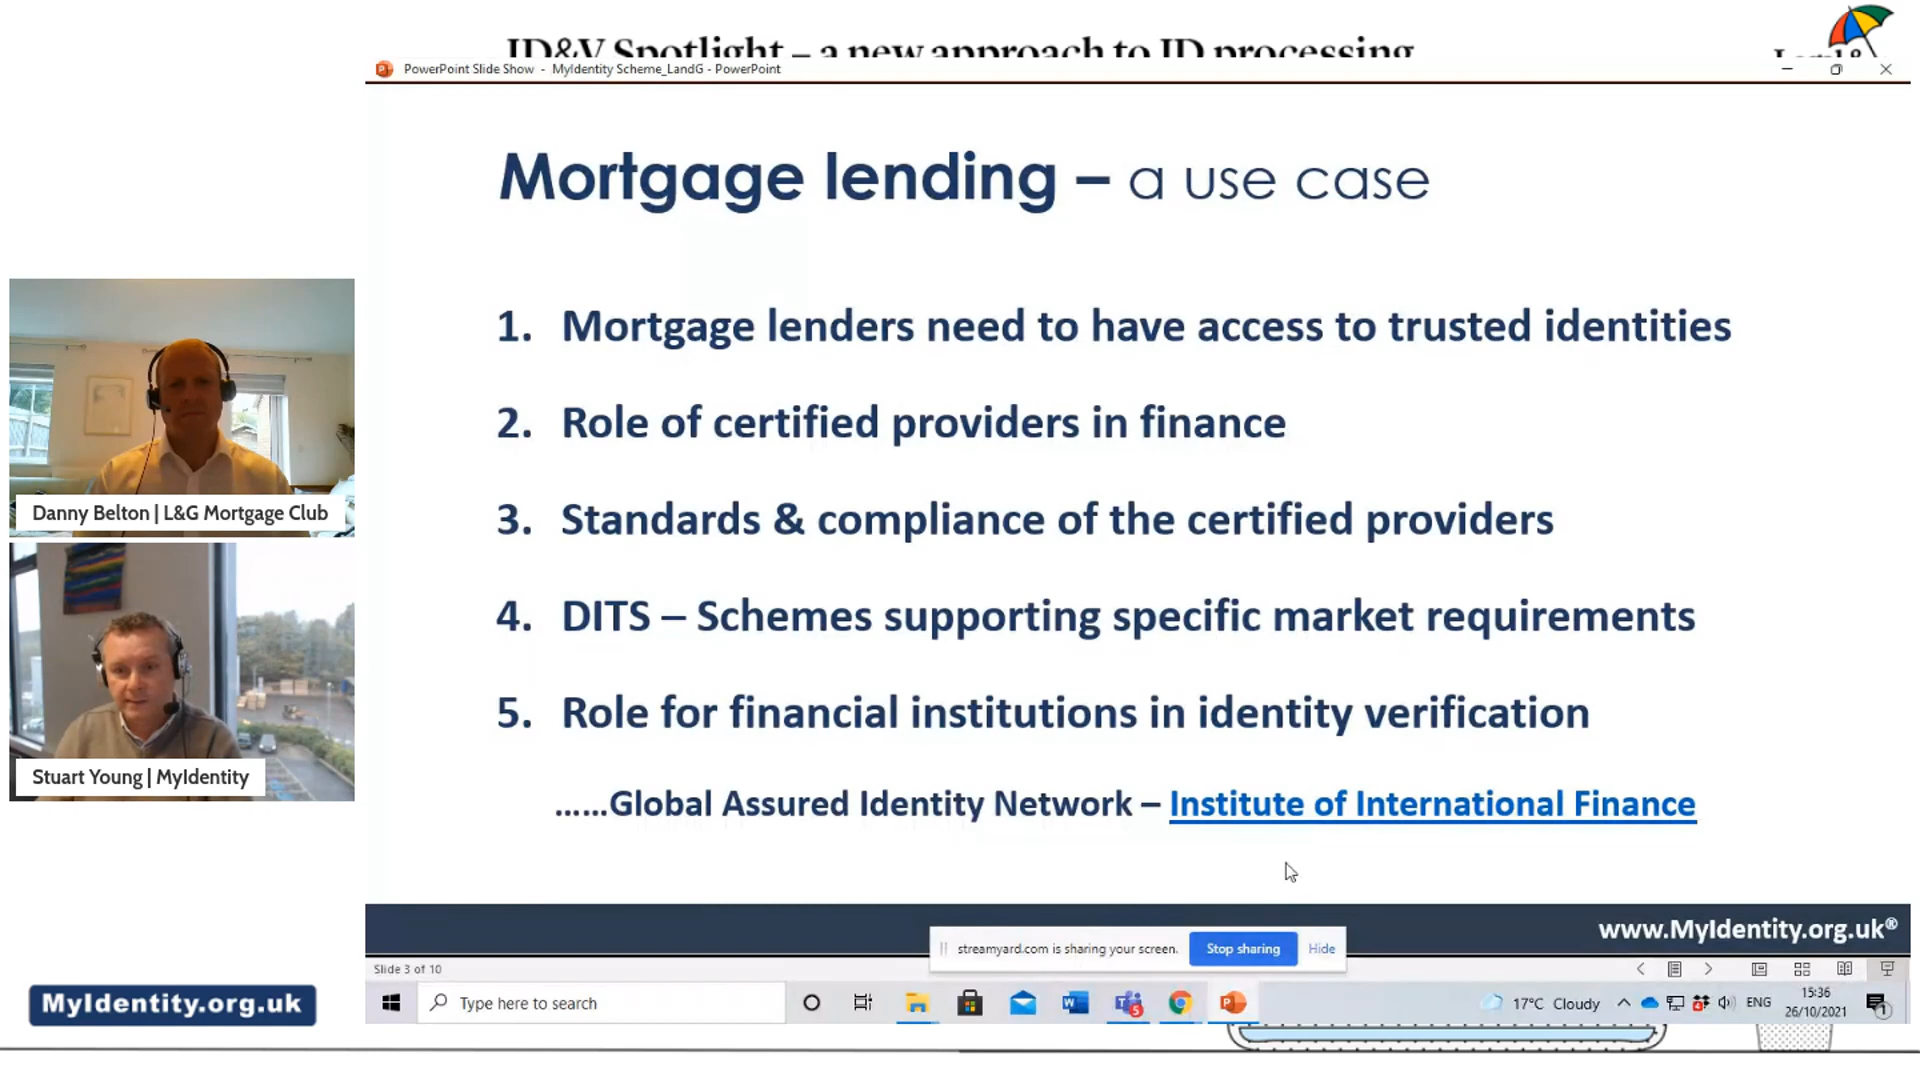 ID&V Spotlight – a new approach to ID processing
Legal &
PowerPoint Slide Show - MyIdentity Scheme_LandG - PowerPoint
Mortgage lending – a use case
1. Mortgage lenders need to have access to trusted identities
2. Role of certified providers in finance
3. Standards & compliance of the certified providers
4. DITS – Schemes supporting specific market requirements
5. Role for financial institutions in identity verification
......Global Assured Identity Network – Institute of International Finance
Danny Belton | L&G Mortgage Club
Stuart Young | MyIdentity
www.MyIdentity.org.uk®
streamyard.com is sharing your screen. Stop sharing Hide
Slide 3 of 10
MyIdentity.org.uk
Type here to search
5
17°C Cloudy
ENG
15:36
26/10/2021
1